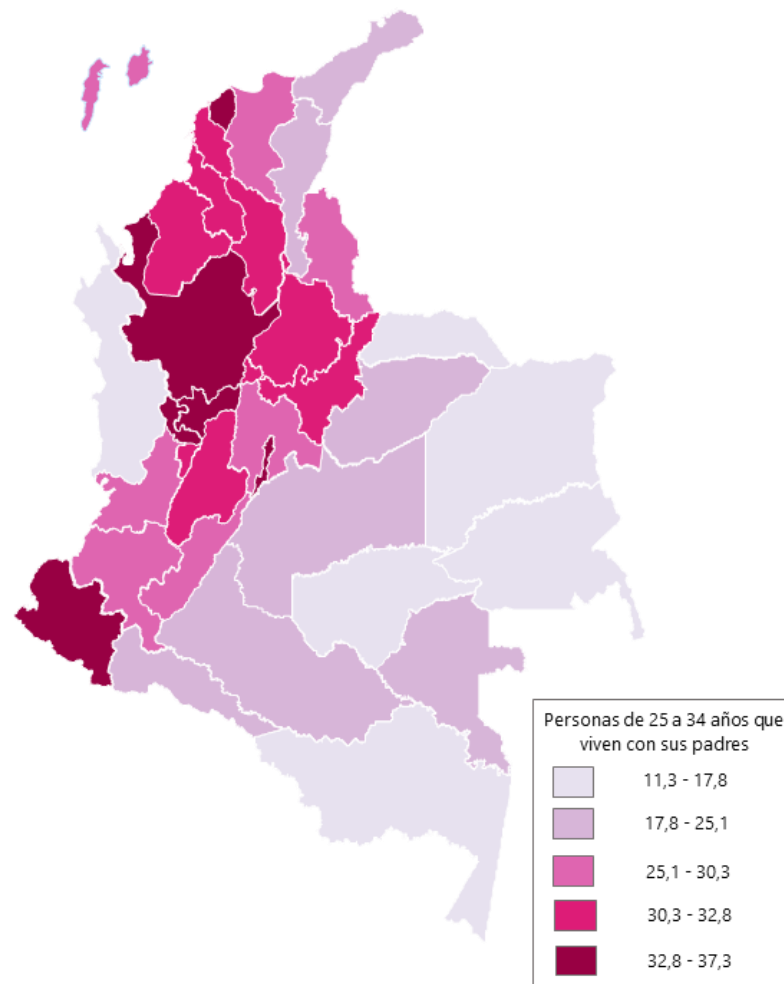 Personas de 25 a 34 años que
viven con sus padres
11,3 - 17,8
17,8 - 25,1
25,1 - 30,3
30,3 - 32,8
32,8 - 37,3